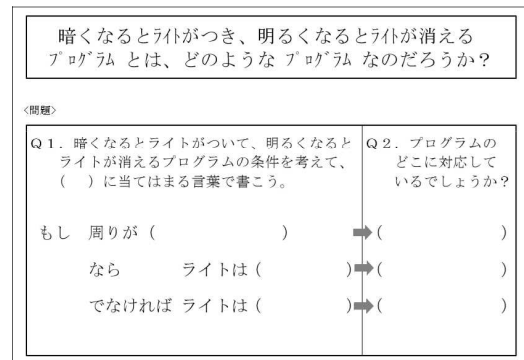 暗くなるとﾗｲﾄがつき、明るくなるとﾗｲﾄが消える
ﾌﾟﾛｸﾞﾗﾑ とは、どのような ﾌﾟﾛｸﾞﾗﾑ なのだろうか？
〈問題〉
Ｑ１．暗くなるとライトがついて、明るくなると
ライトが消えるプログラムの条件を考えて、
（　）に当てはまる言葉で書こう。
Ｑ２．プログラムの
どこに対応して
いるでしょうか？
もし　周りが（　　　　　　　　）➡（　　　　　　　）
なら　　　ライトは（　　　　　）➡（　　　　　　　）
でなければ ライトは（　　　　　）➡（　　　　　　　）